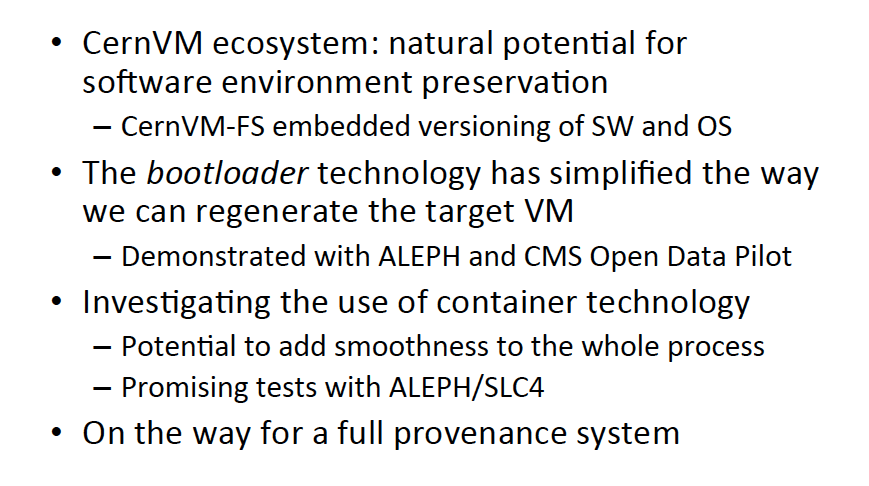 • CernVM ecosystem: natural potential for
software environment preservation
– CernVM-FS embedded versioning of SW and OS
• The bootloader technology has simplified the way
we can regenerate the target VM
– Demonstrated with ALEPH and CMS Open Data Pilot
• Investigating the use of container technology
– Potential to add smoothness to the whole process
– Promising tests with ALEPH/SLC4
• On the way for a full provenance system